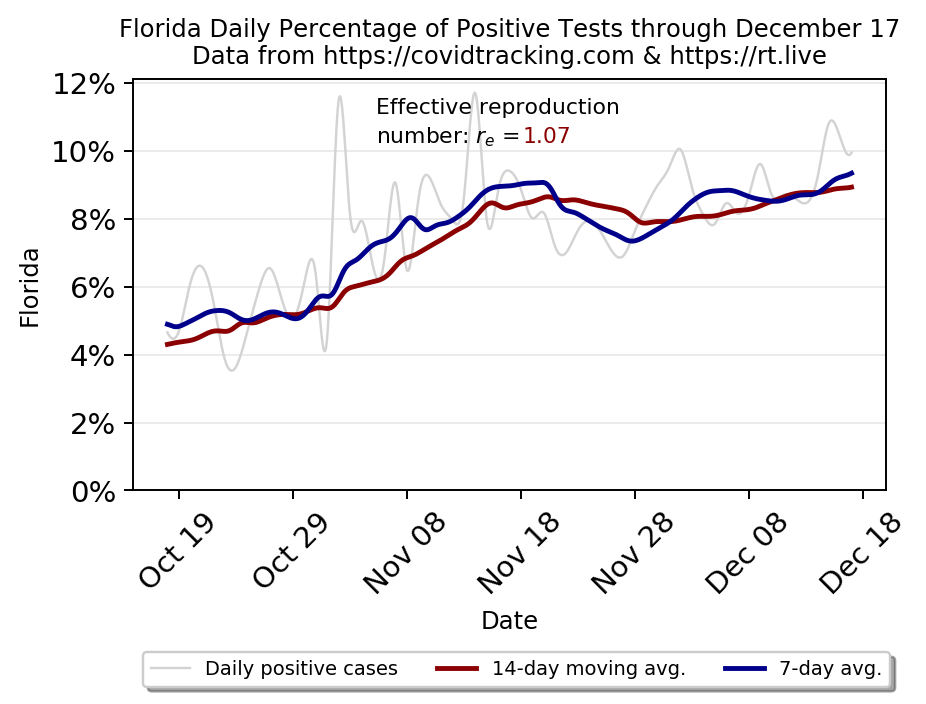 Florida Daily Percentage of Positive Tests through December 17
Data from https://covidtracking.com & https://rt.live
12%
10%
8%
6%
4%
2%
0%
Florida
Effective reproduction
number: rₑ =1.07
Oct 19
Oct 29
Nov 08
Nov 18
Nov 28
Dec 08
Dec 18
Date
Daily positive cases
14-day moving avg.
7-day avg.